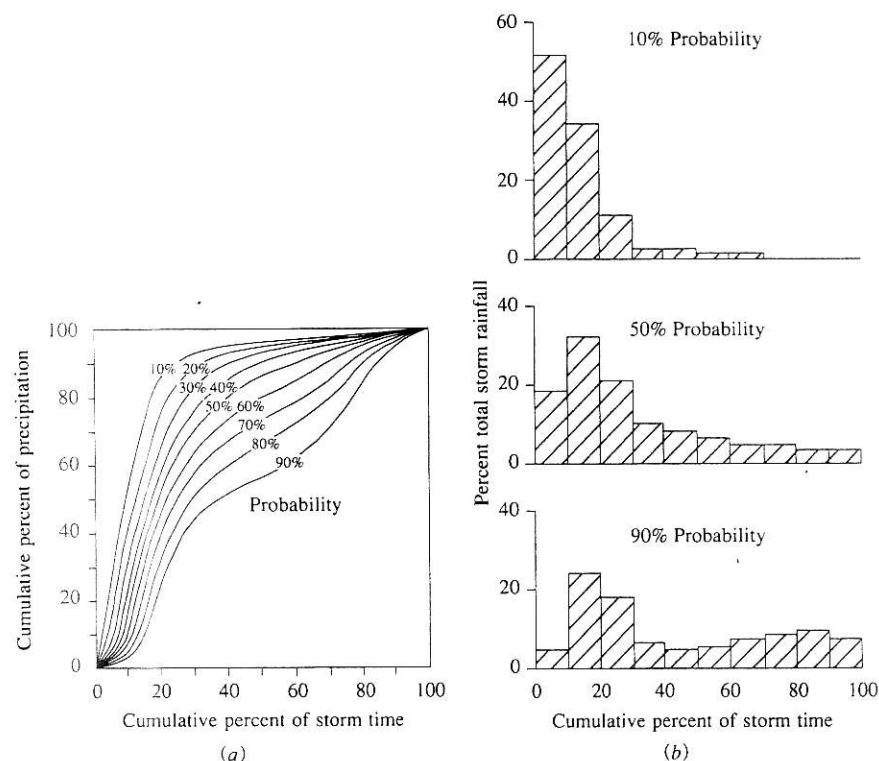 100
80
60
40
20
0
Cumulative percent of precipitation
10% 20%
30% 40%
50% 60%
70%
80%
90%
Probability
0 20 40 60 80 100
Cumulative percent of storm time
(a)
60
40
20
0
10% Probability
Percent total storm rainfall
40
20
0
50% Probability
40
20
0
90% Probability
0 20 40 60 80 100
Cumulative percent of storm time
(b)